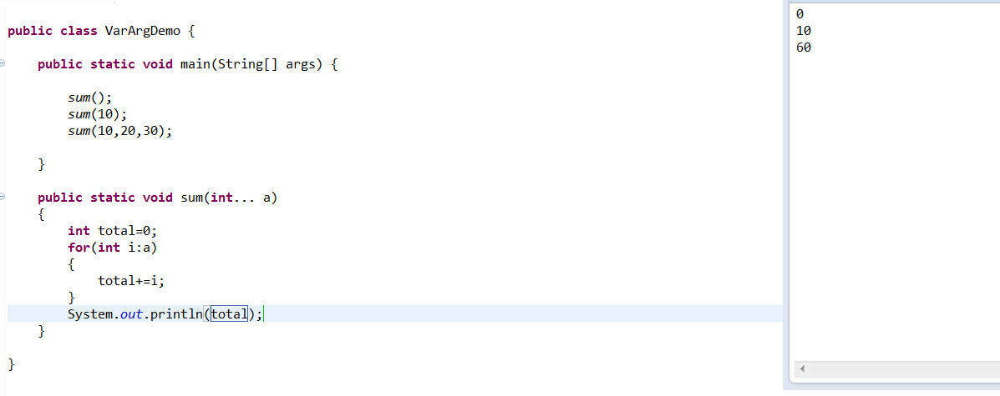 public class VarArgDemo {
public static void main(String[] args) {
sum();
sum(10);
sum(10,20,30);
}
public static void sum(int... a)
{
int total=0;
for(int i:a)
{
total+=i;
}
System.out.println(total);
}
}
0
10
60